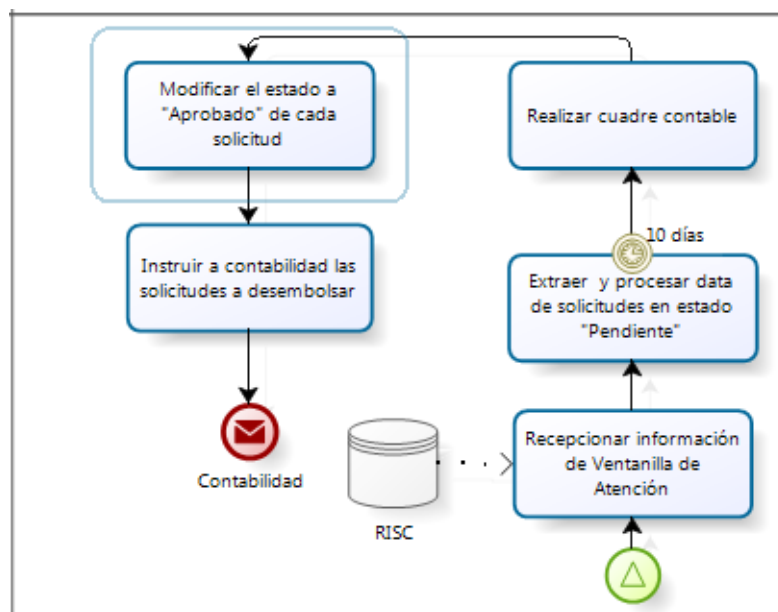 Modificar el estado a
"Aprobado" de cada
solicitud
Realizar cuadre contable
10 días
Instruir a contabilidad las
solicitudes a desembolsar
Extraer y procesar data
de solicitudes en estado
"Pendiente"
Contabilidad
RISC
Recepcionar información
de Ventanilla de
Atención